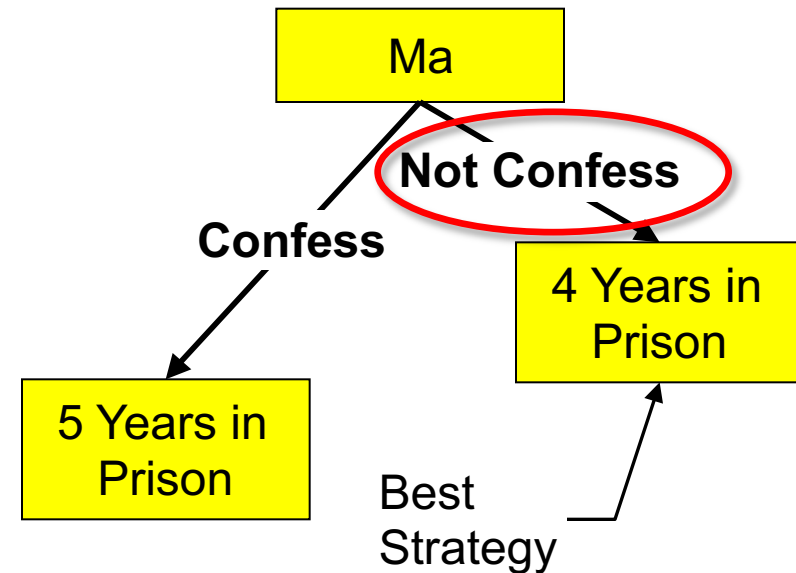 Ma
Not Confess
Confess
4 Years in
Prison
5 Years in
Prison
Best
Strategy